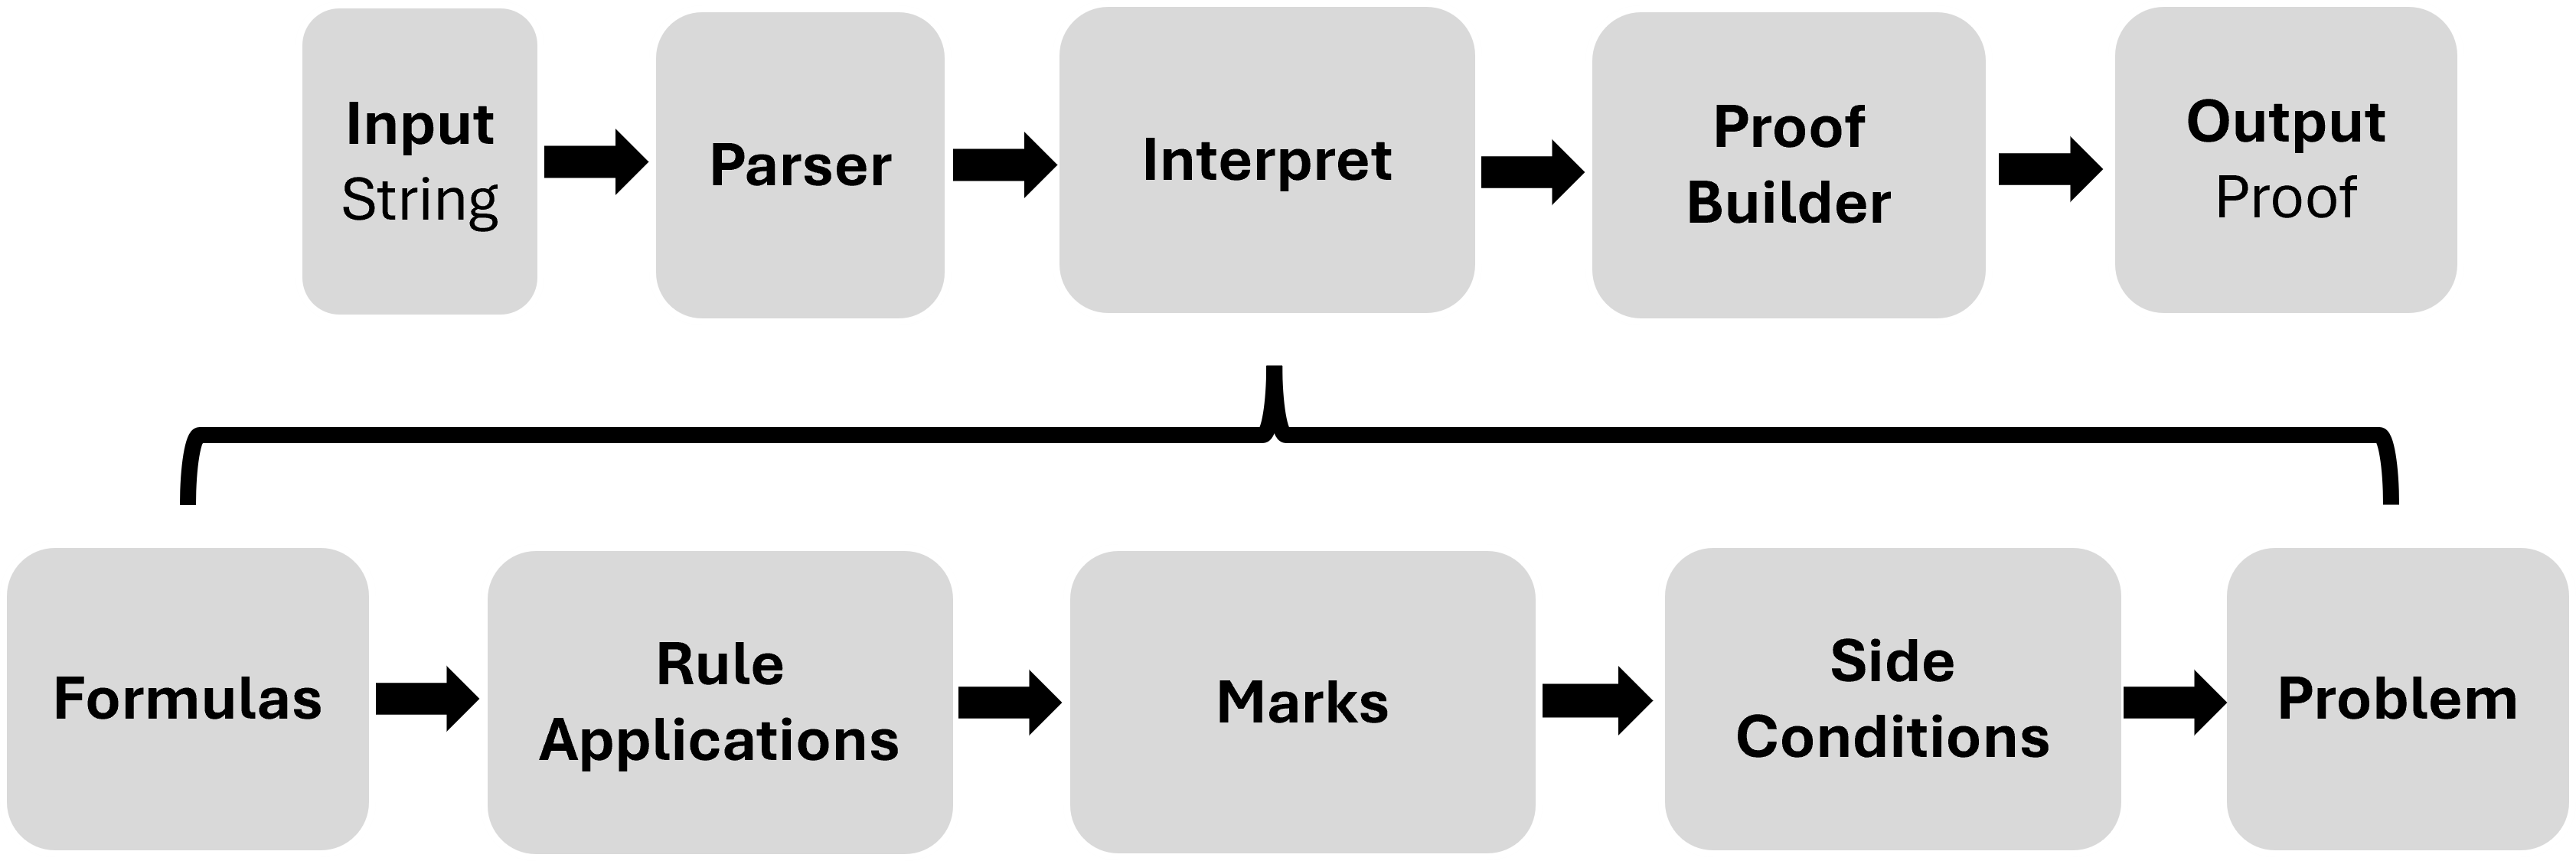 Input
String
Parser
Interpret
Proof
Builder
Output
Proof
Formulas
Rule
Applications
Marks
Side
Conditions
Problem